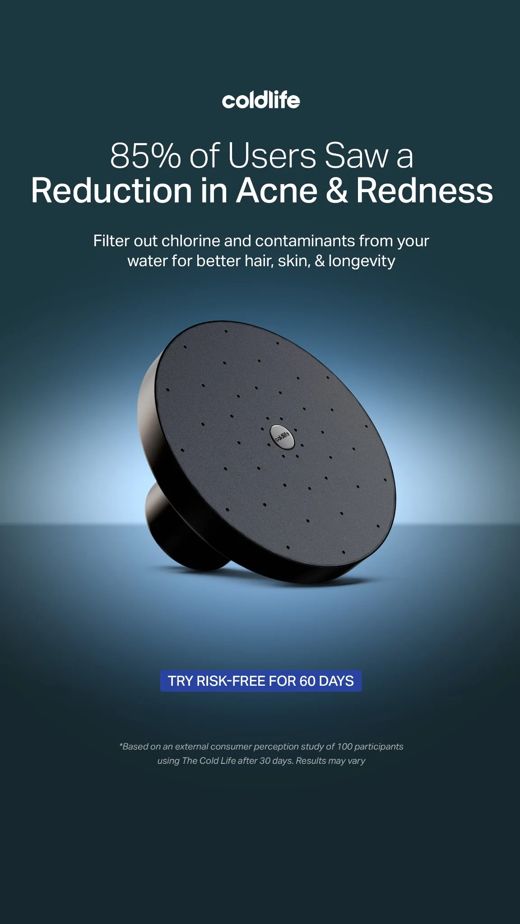 coldlife
85% of Users Saw a
Reduction in Acne & Redness
Filter out chlorine and contaminants from your
water for better hair, skin, & longevity
coldlife
TRY RISK-FREE FOR 60 DAYS
*Based on an external consumer perception study of 100 participants
using The Cold Life after 30 days. Results may vary